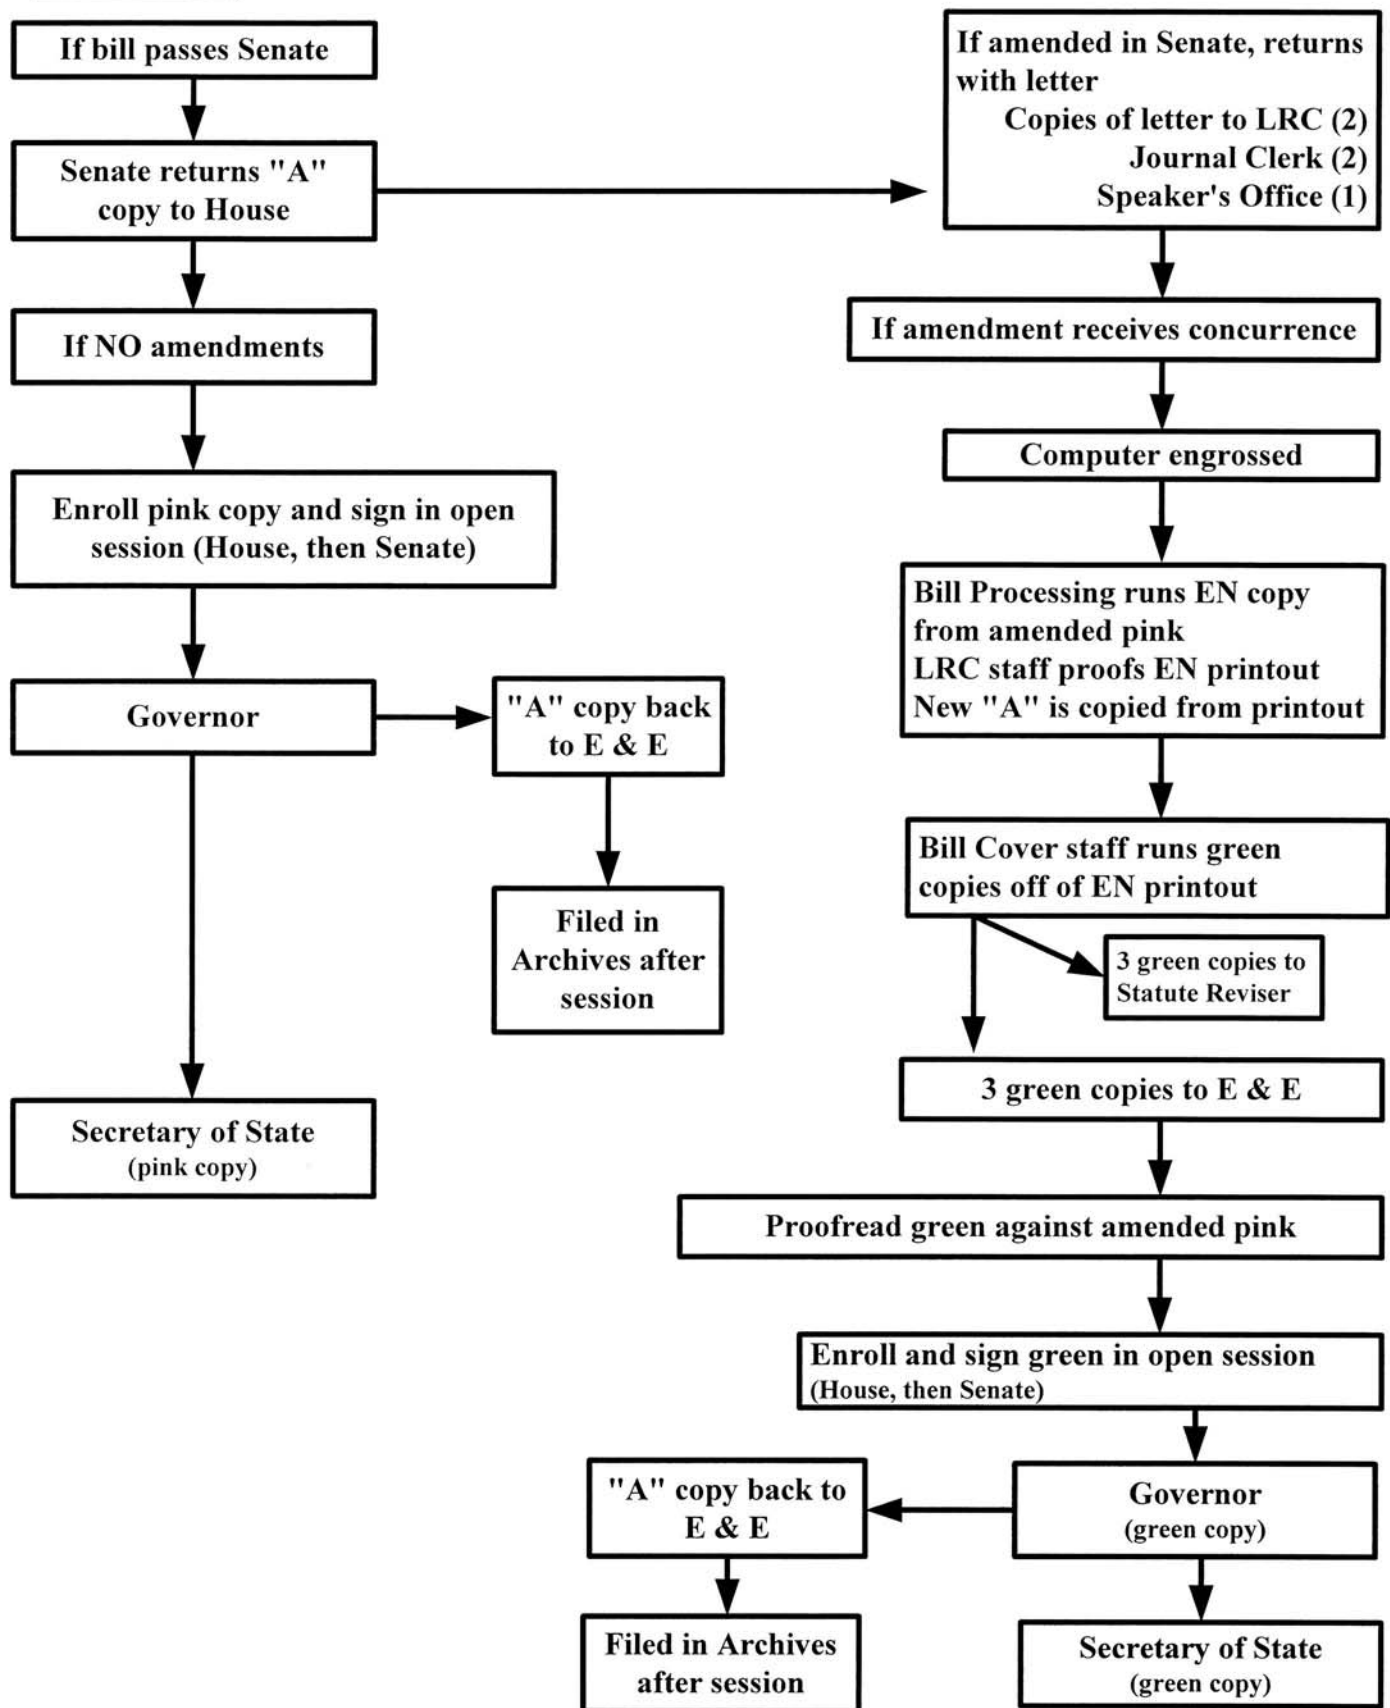 If bill passes Senate
Senate returns "A"
copy to House
If NO amendments
Enroll pink copy and sign in open
session (House, then Senate)
Governor
"A" copy back
to E & E
Filed in
Archives after
session
Secretary of State
(pink copy)
If amended in Senate, returns
with letter
Copies of letter to LRC (2)
Journal Clerk (2)
Speaker's Office (1)
If amendment receives concurrence
Computer engrossed
Bill Processing runs EN copy
from amended pink
LRC staff proofs EN printout
New "A" is copied from printout
Bill Cover staff runs green
copies off of EN printout
3 green copies to
Statute Reviser
3 green copies to E & E
Proofread green against amended pink
Enroll and sign green in open session
(House, then Senate)
Governor
(green copy)
"A" copy back to
E & E
Filed in Archives
after session
Secretary of State
(green copy)